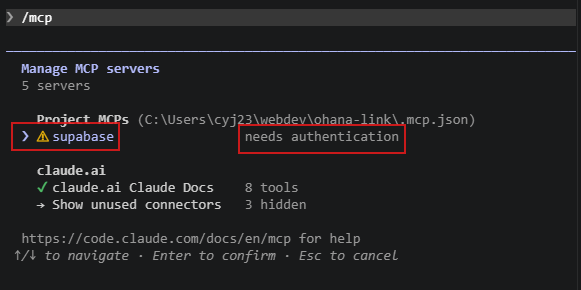 ❯ /mcp
Manage MCP servers
5 servers
Project MCPs (C:\Users\cyj23\webdev\ohana-link\.mcp.json)
❯ ⚠ supabase needs authentication
claude.ai
✓ claude.ai Claude Docs 8 tools
→ Show unused connectors 3 hidden
https://code.claude.com/docs/en/mcp for help
↑/↓ to navigate · Enter to confirm · Esc to cancel